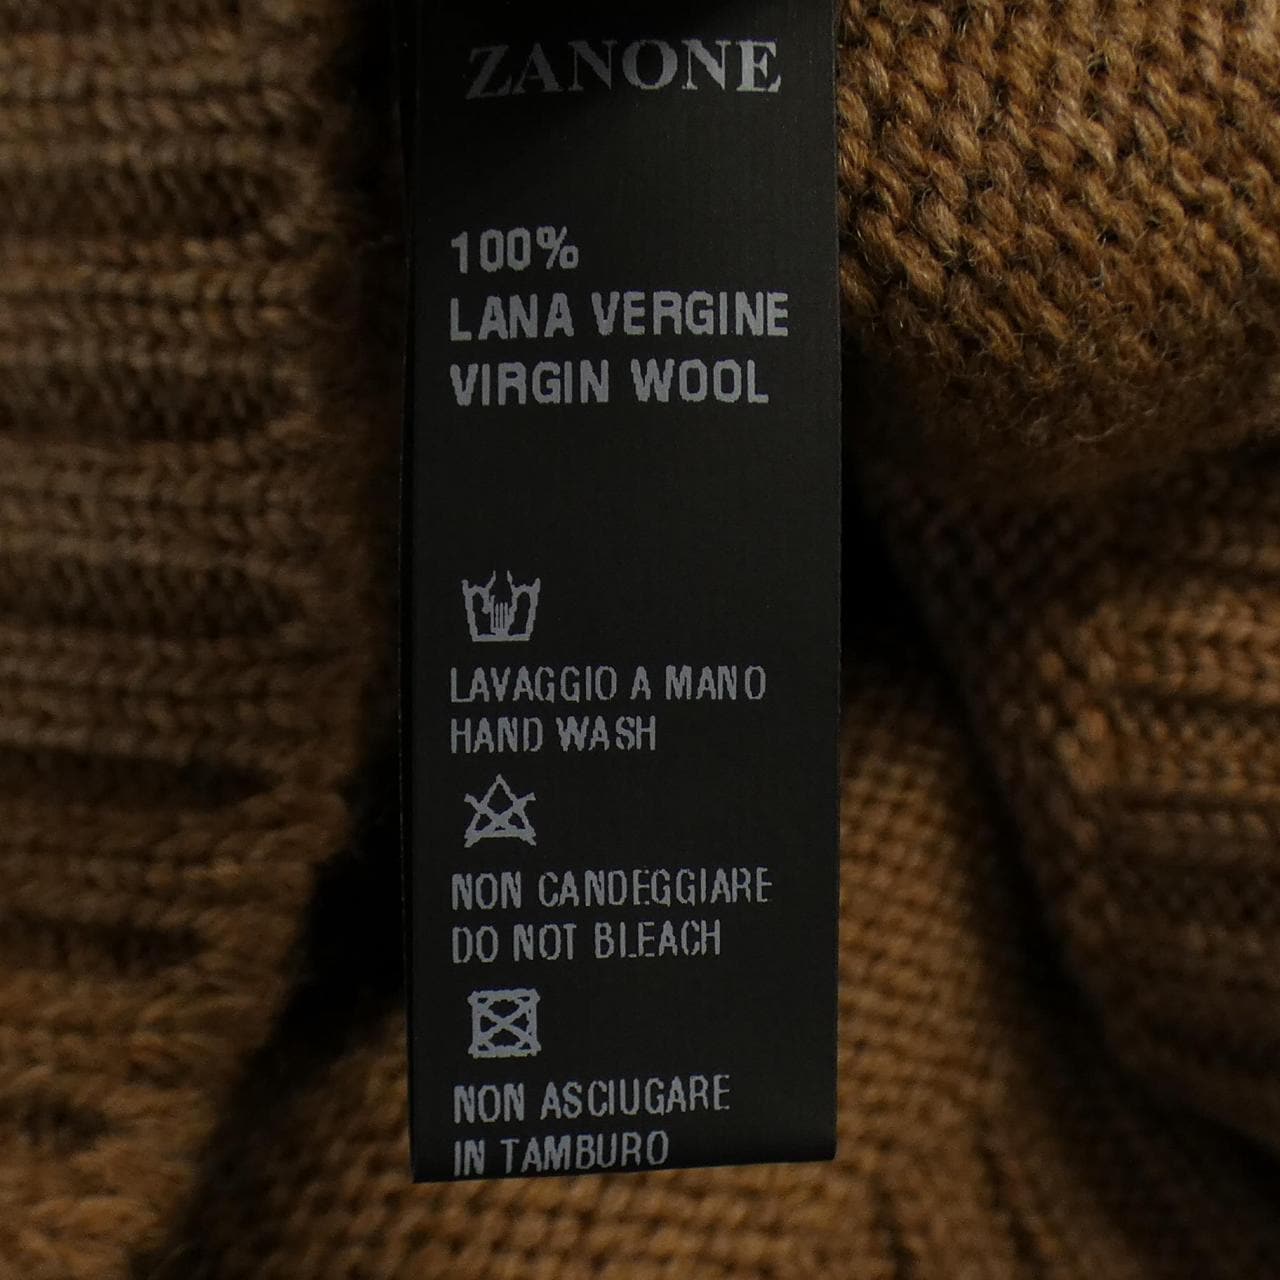 ZANONE
100%
LANA VERGINE
VIRGIN WOOL
LAVAGGIO A MANO
HAND WASH
NON CANDEGGIARE
DO NOT BLEACH
NON ASCIUGARE
IN TAMBURO